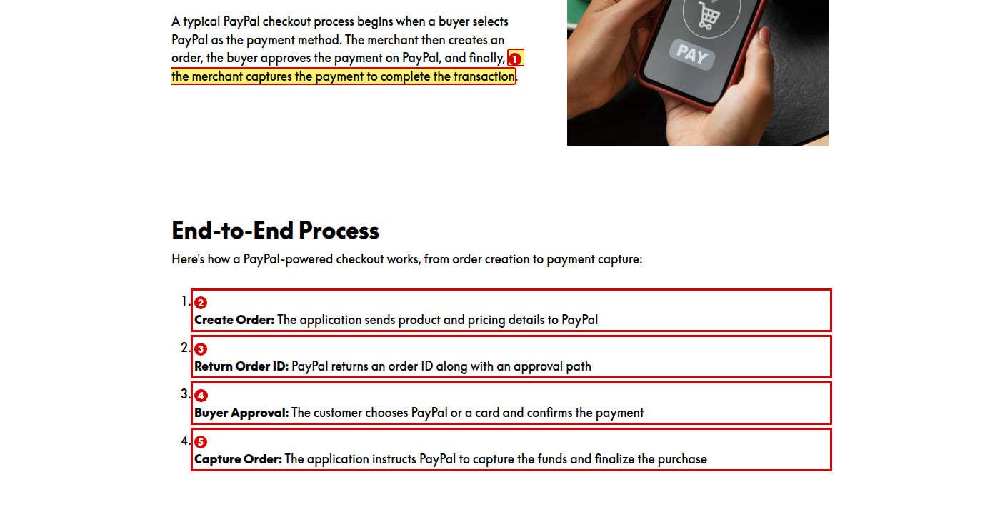 A typical PayPal checkout process begins when a buyer selects
PayPal as the payment method. The merchant then creates an
order, the buyer approves the payment on PayPal, and finally, 1
the merchant captures the payment to complete the transaction.
PAY
End-to-End Process
Here's how a PayPal-powered checkout works, from order creation to payment capture:
1. 2
Create Order: The application sends product and pricing details to PayPal
2. 3
Return Order ID: PayPal returns an order ID along with an approval path
3. 4
Buyer Approval: The customer chooses PayPal or a card and confirms the payment
4. 5
Capture Order: The application instructs PayPal to capture the funds and finalize the purchase